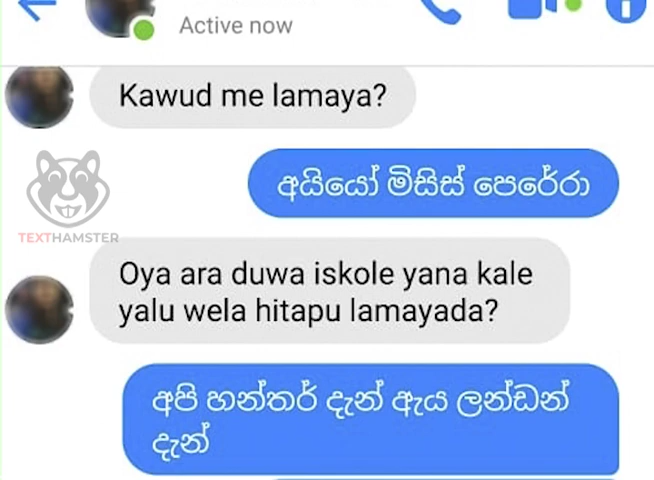 Active now
Kawud me lamaya?
අයියෝ මිසිස් පෙරේරා
TEXTHAMSTER
Oya ara duwa iskole yana kale
yalu wela hitapu lamayada?
අපි හන්තර් දැන් ඇය ලන්ඩන්
දැන්